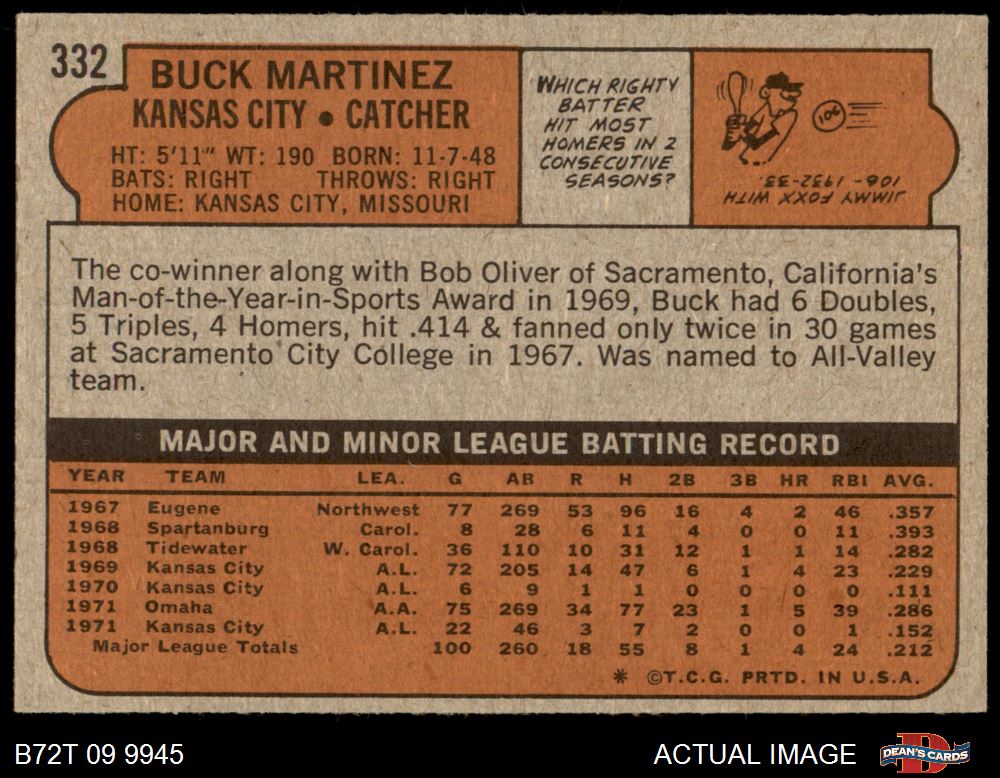 332
BUCK MARTINEZ
KANSAS CITY • CATCHER
HT: 5'11" WT: 190 BORN: 11-7-48
BATS: RIGHT THROWS: RIGHT
HOME: KANSAS CITY, MISSOURI
WHICH RIGHTY
BATTER
HIT MOST
HOMERS IN 2
CONSECUTIVE
SEASONS?
106
JIMMY FOXX WITH
106 - 1932-33.
The co-winner along with Bob Oliver of Sacramento, California's
Man-of-the-Year-in-Sports Award in 1969, Buck had 6 Doubles,
5 Triples, 4 Homers, hit .414 & fanned only twice in 30 games
at Sacramento City College in 1967. Was named to All-Valley
team.
MAJOR AND MINOR LEAGUE BATTING RECORD
YEAR TEAM LEA. G AB R H 2B 3B HR RBI AVG.
1967 Eugene Northwest 77 269 53 96 16 4 2 46 .357
1968 Spartanburg Carol. 8 28 6 11 4 0 0 11 .393
1968 Tidewater W. Carol. 36 110 10 31 12 1 1 14 .282
1969 Kansas City A.L. 72 205 14 47 6 1 4 23 .229
1970 Kansas City A.L. 6 9 1 1 0 0 0 0 .111
1971 Omaha A.A. 75 269 34 77 23 1 5 39 .286
1971 Kansas City A.L. 22 46 3 7 2 0 0 1 .152
Major League Totals 100 260 18 55 8 1 4 24 .212
* ©T.C.G. PRTD. IN U.S.A.
B72T 09 9945
ACTUAL IMAGE
D
DEAN'S CARDS